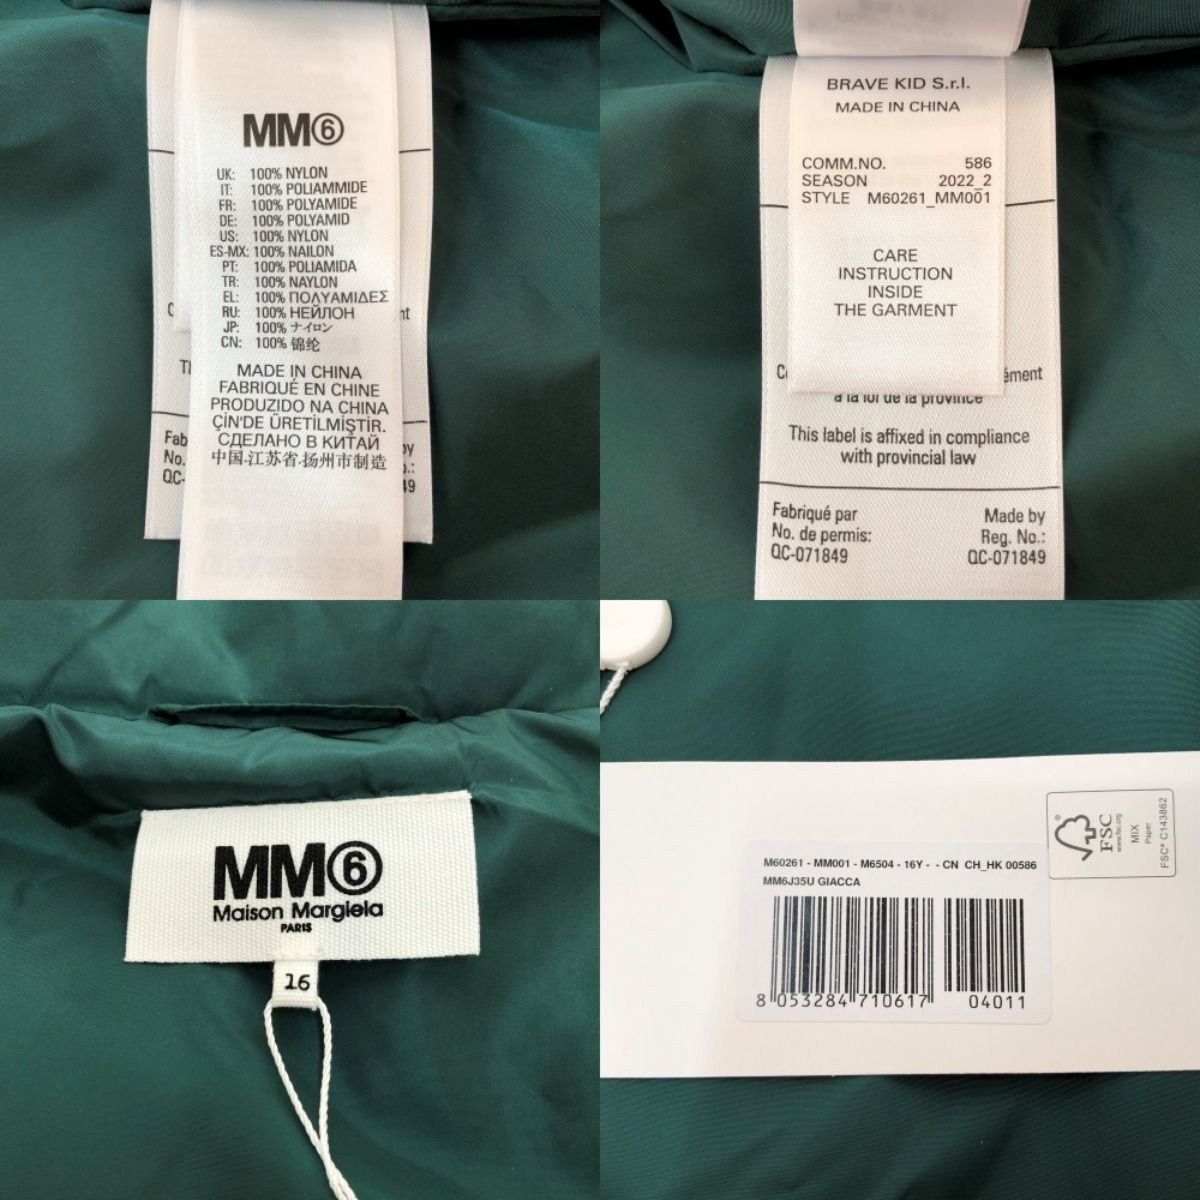 MM6
UK: 100% NYLON
IT: 100% POLIAMMIDE
FR: 100% POLYAMIDE
DE: 100% POLYAMID
US: 100% NYLON
ES-MX: 100% NAILON
PT: 100% POLIAMIDA
TR: 100% NAYLON
EL: 100% ΠΟΛΥΑΜΙΔΕΣ
RU: 100% НЕЙЛОН
JP: 100% ナイロン
CN: 100% 锦纶
MADE IN CHINA
FABRIQUÉ EN CHINE
PRODUZIDO NA CHINA
ÇİN'DE ÜRETİLMİŞTİR.
СДЕЛАНО В КИТАЙ
中国.江苏省.扬州市制造
Fab
No.
QC-
49
BRAVE KID S.r.l.
MADE IN CHINA
COMM.NO. 586
SEASON 2022_2
STYLE M60261_MM001
CARE
INSTRUCTION
INSIDE
THE GARMENT
à la loi de la province
This label is affixed in compliance
with provincial law
Fabriqué par Made by
No. de permis: Reg. No.:
QC-071849 QC-071849
MM6
Maison Margiela
PARIS
16
M60261 - MM001 - M6504 - 16Y - - CN CH_HK 00586
MM6J35U GIACCA
8 053284 710617 04011
FSC
www.fsc.org
MIX
Paper
FSC® C143862